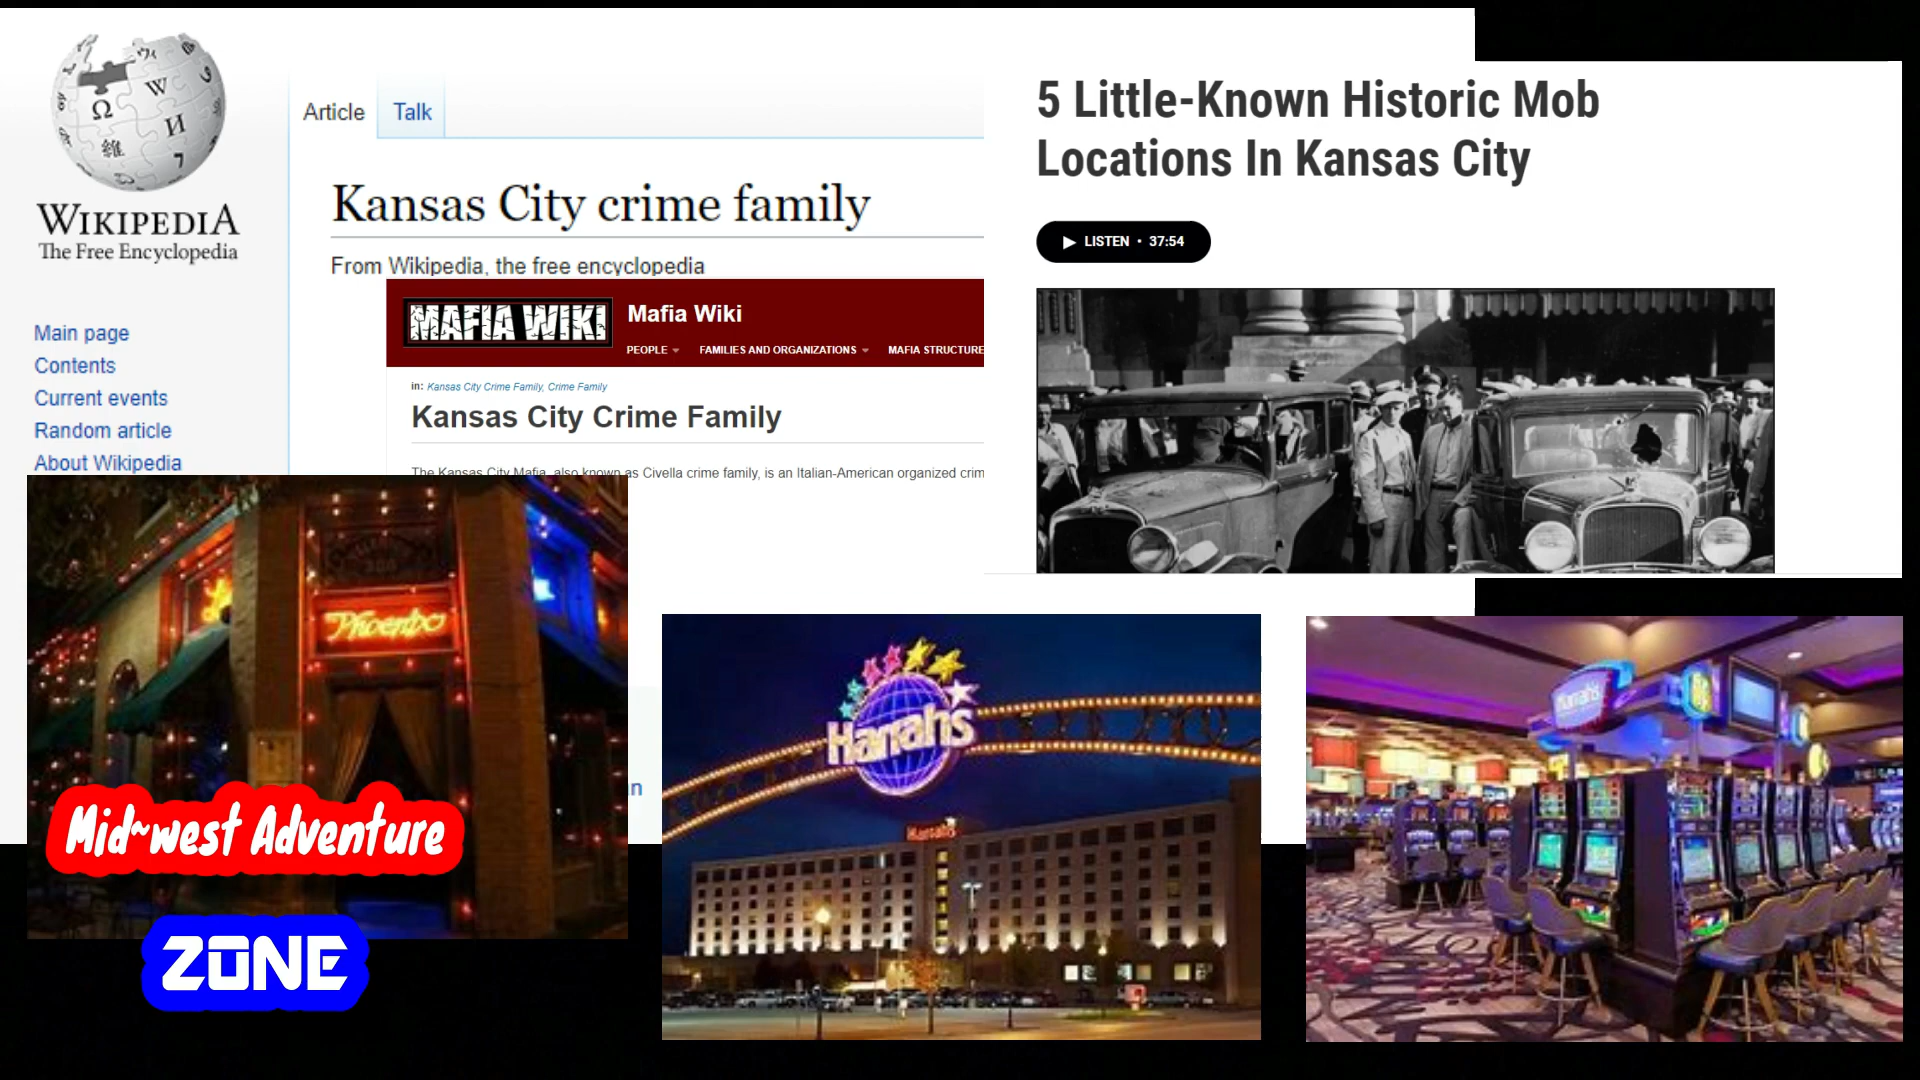 WIKIPEDIA
The Free Encyclopedia
Main page
Contents
Current events
Random article
About Wikipedia
Article
Talk
Kansas City crime family
From Wikipedia, the free encyclopedia
MAFIA WIKI
Mafia Wiki
PEOPLE
FAMILIES AND ORGANIZATIONS
MAFIA STRUCTURE
in: Kansas City Crime Family, Crime Family
Kansas City Crime Family
The Kansas City Mafia, also known as Civella crime family, is an Italian-American organized crim
5 Little-Known Historic Mob
Locations In Kansas City
LISTEN • 37:54
Phoenix
Mid~west Adventure
ZONE
an
Harrahs
Harrahs
Harrahs